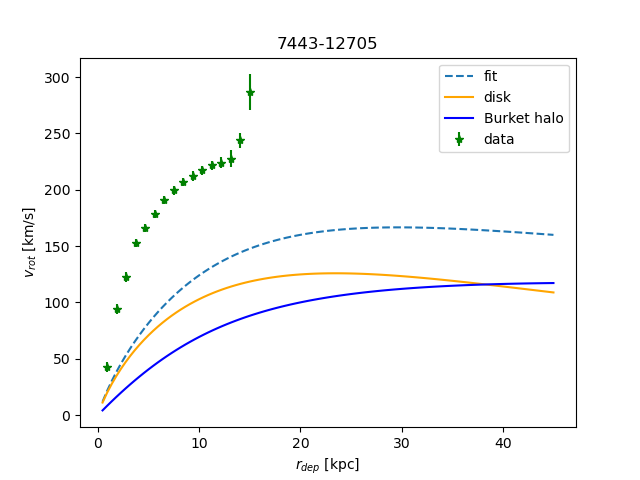 7443-12705
300
250
200
150
100
50
0
v_rot [km/s]
fit
disk
Burket halo
data
0 10 20 30 40
r_dep [kpc]